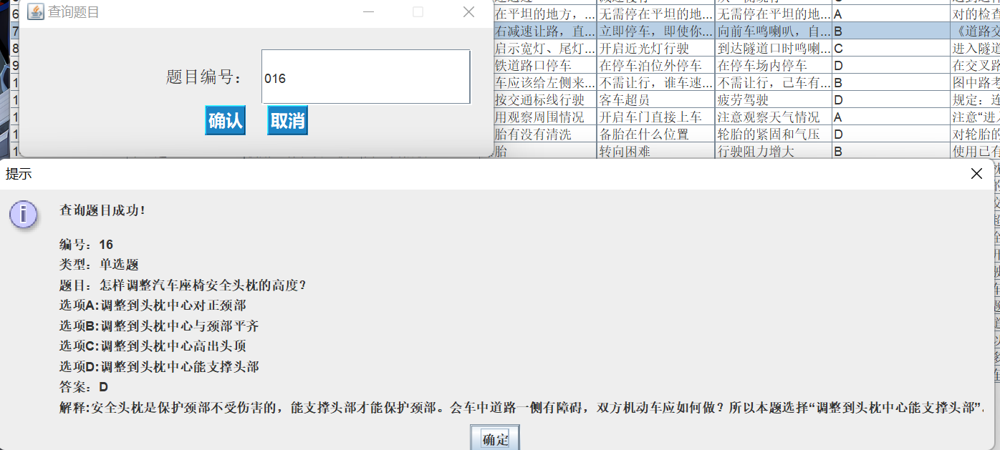 查询题目
题目编号：
016
确认 取消
6 在平坦的地方，... 无需停在平坦的地... 无需停在平坦的地... A 对的检查
7 右减速让路，直... 立即停车，即使你... 向前车鸣喇叭，自... B 《道路交
8 启示宽灯、尾灯... 开启近光灯行驶 到达隧道口时鸣喇... C 进入隧道
9 铁道路口停车 在停车泊位外停车 在停车场内停车 D 在交叉路
1 车应该给左侧来... 不需让行，谁车速... 不需让行，己车有... B 图中路考
1 按交通标线行驶 客车超员 疲劳驾驶 D 规定：连
1 用观察周围情况 开启车门直接上车 注意观察天气情况 A 注意“进入
1 胎有没有清洗 备胎在什么位置 轮胎的紧固和气压 D 对轮胎的
1 胎 转向困难 行驶阻力增大 B 使用已有
提示
查询题目成功！
编号：16
类型：单选题
题目：怎样调整汽车座椅安全头枕的高度？
选项A:调整到头枕中心对正颈部
选项B:调整到头枕中心与颈部平齐
选项C:调整到头枕中心高出头顶
选项D:调整到头枕中心能支撑头部
答案：D
解释:安全头枕是保护颈部不受伤害的，能支撑头部才能保护颈部。会车中道路一侧有障碍，双方机动车应如何做？所以本题选择“调整到头枕中心能支撑头部”.
确定